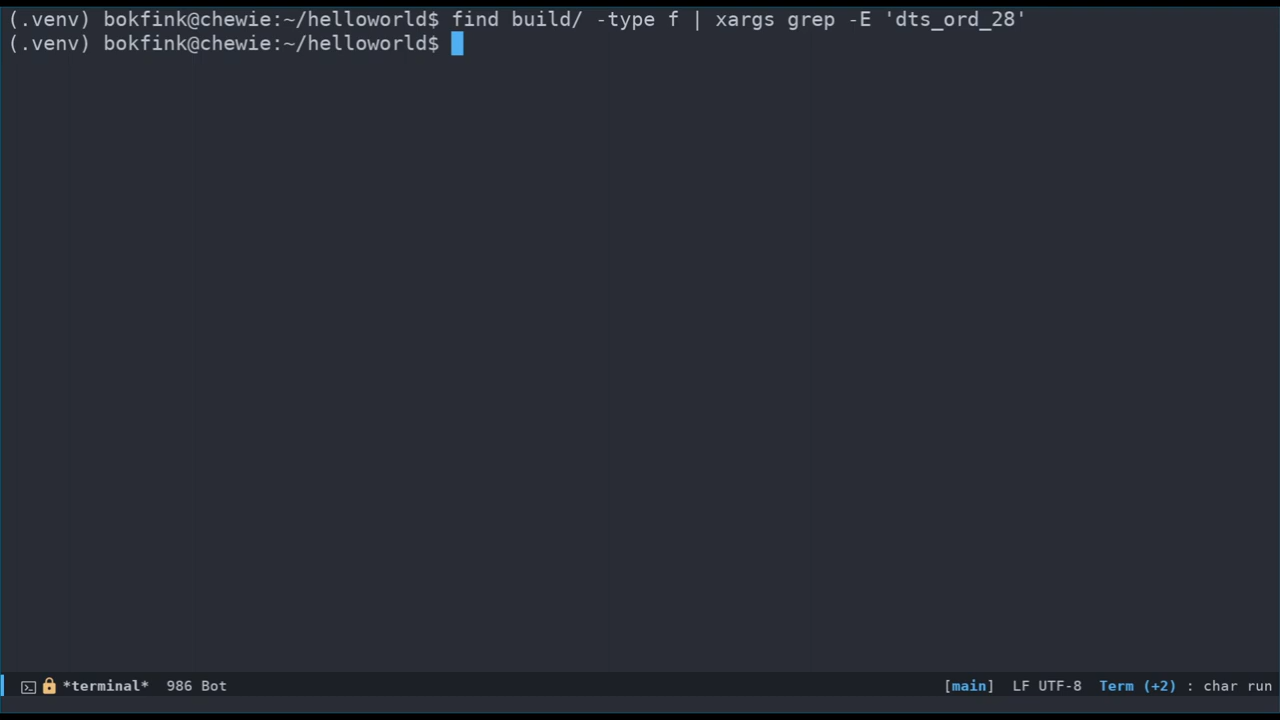 (.venv) bokfink@chewie:~/helloworld$ find build/ -type f | xargs grep -E 'dts_ord_28'
(.venv) bokfink@chewie:~/helloworld$
*terminal* 986 Bot [main] LF UTF-8 Term (+2) : char run